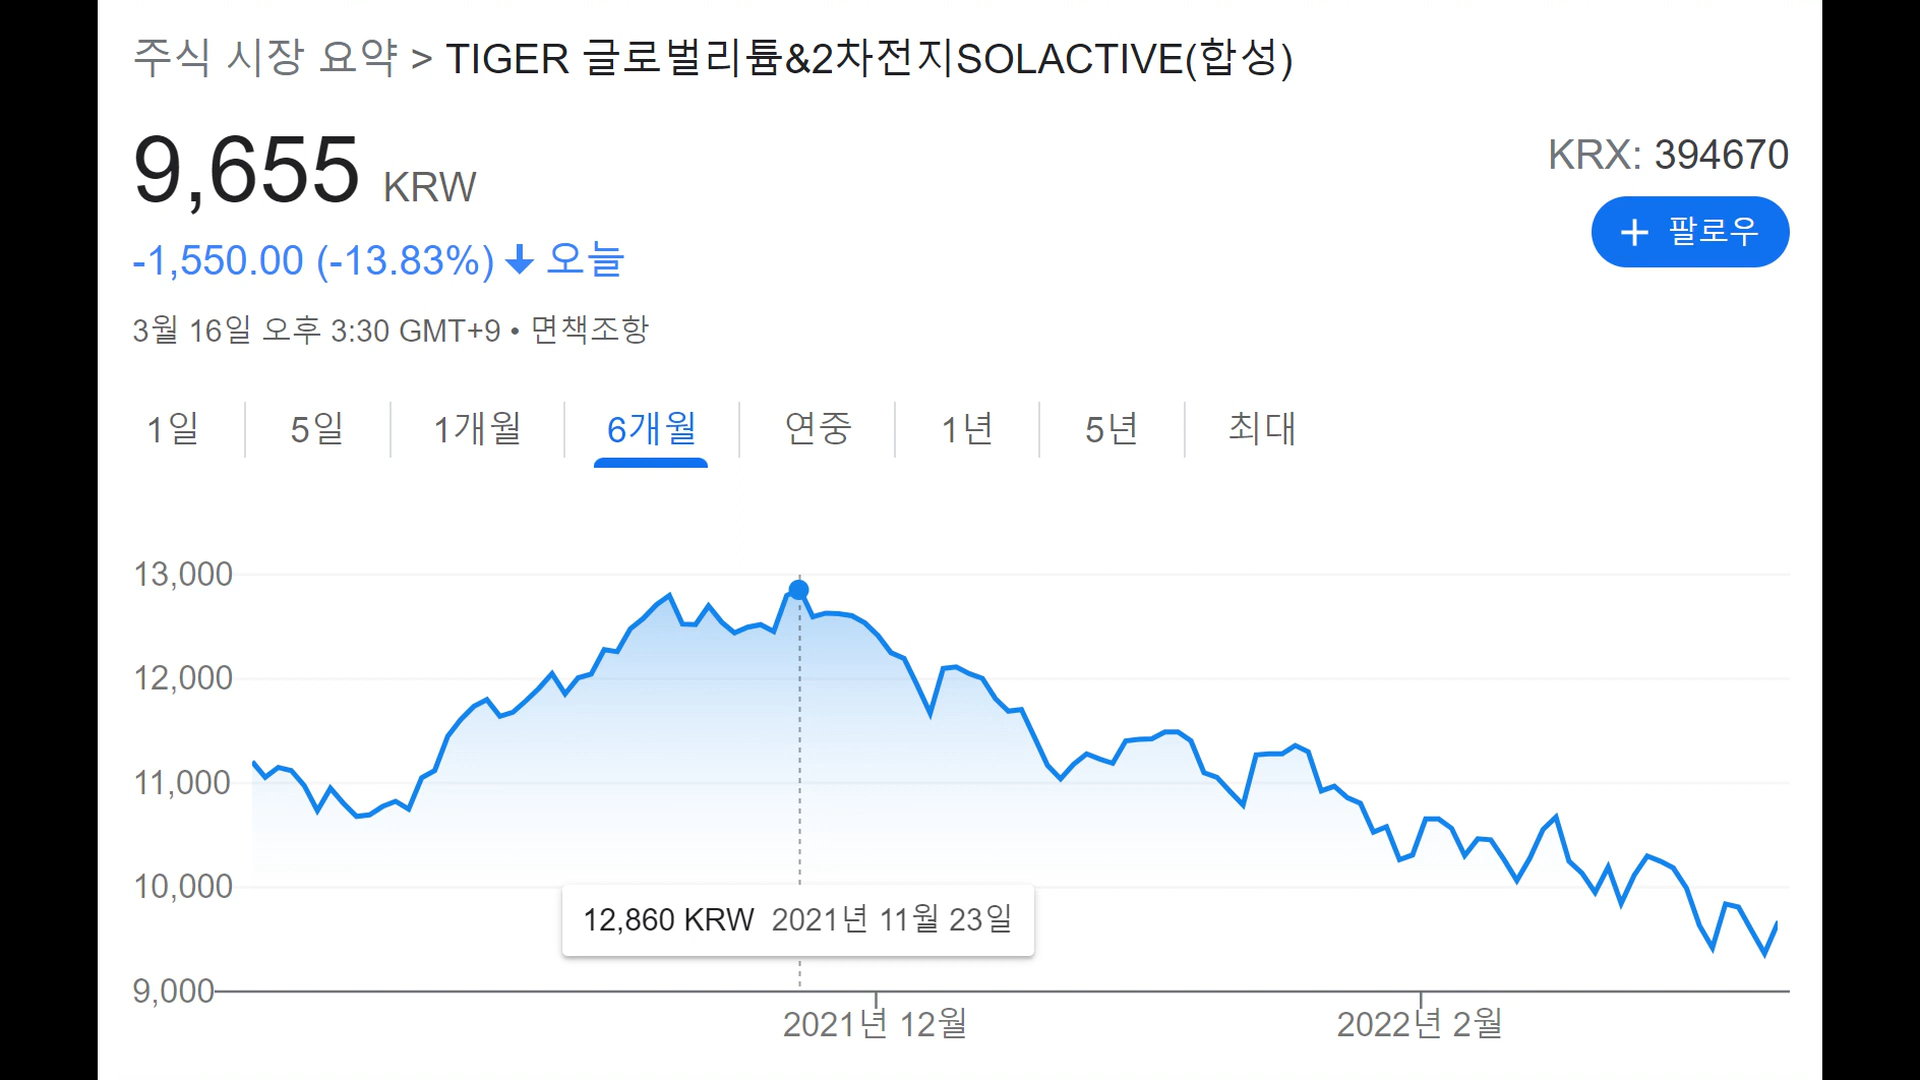 주식 시장 요약 > TIGER 글로벌리튬&2차전지SOLACTIVE(합성)
9,655 KRW
KRX: 394670
+ 팔로우
-1,550.00 (-13.83%) ↓ 오늘
3월 16일 오후 3:30 GMT+9 • 면책조항
1일 5일 1개월 6개월 연중 1년 5년 최대
13,000
12,000
11,000
10,000
12,860 KRW 2021년 11월 23일
9,000
2021년 12월 2022년 2월